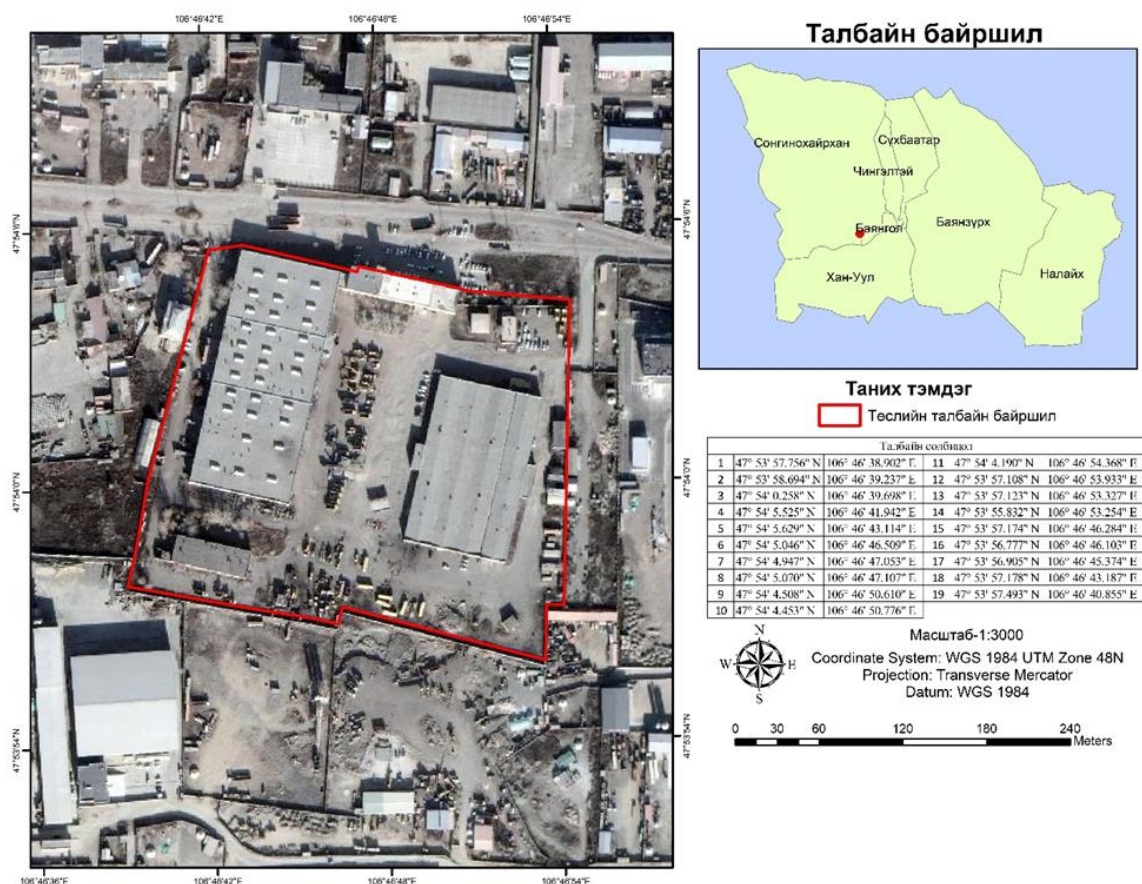 106°46'42"E 106°46'48"E 106°46'54"E
47°54'6"N 47°54'6"N
47°54'0"N 47°54'0"N
47°53'54"N 47°53'54"N
106°46'36"E 106°46'42"E 106°46'48"E 106°46'54"E
Талбайн байршил
Сонгинохайрхан
Сүхбаатар
Чингэлтэй
Баянгол
Баянзүрх
Хан-Уул
Налайх
Таних тэмдэг
Төслийн талбайн байршил
Талбайн солбицол
1 47° 53' 57.756" N 106° 46' 38.902" E 11 47° 54' 4.190" N 106° 46' 54.368" E
2 47° 53' 58.694" N 106° 46' 39.237" E 12 47° 53' 57.108" N 106° 46' 53.933" E
3 47° 54' 0.258" N 106° 46' 39.698" E 13 47° 53' 57.123" N 106° 46' 53.327" E
4 47° 54' 5.525" N 106° 46' 41.942" E 14 47° 53' 55.832" N 106° 46' 53.254" E
5 47° 54' 5.629" N 106° 46' 43.114" E 15 47° 53' 57.174" N 106° 46' 46.284" E
6 47° 54' 5.046" N 106° 46' 46.509" E 16 47° 53' 56.777" N 106° 46' 46.103" E
7 47° 54' 4.947" N 106° 46' 47.053" E 17 47° 53' 56.905" N 106° 46' 45.374" E
8 47° 54' 5.070" N 106° 46' 47.107" E 18 47° 53' 57.178" N 106° 46' 43.187" E
9 47° 54' 4.508" N 106° 46' 50.610" E 19 47° 53' 57.493" N 106° 46' 40.855" E
10 47° 54' 4.453" N 106° 46' 50.776" E
N
W E
S
Масштаб-1:3000
Coordinate System: WGS 1984 UTM Zone 48N
Projection: Transverse Mercator
Datum: WGS 1984
0 30 60 120 180 240
Meters